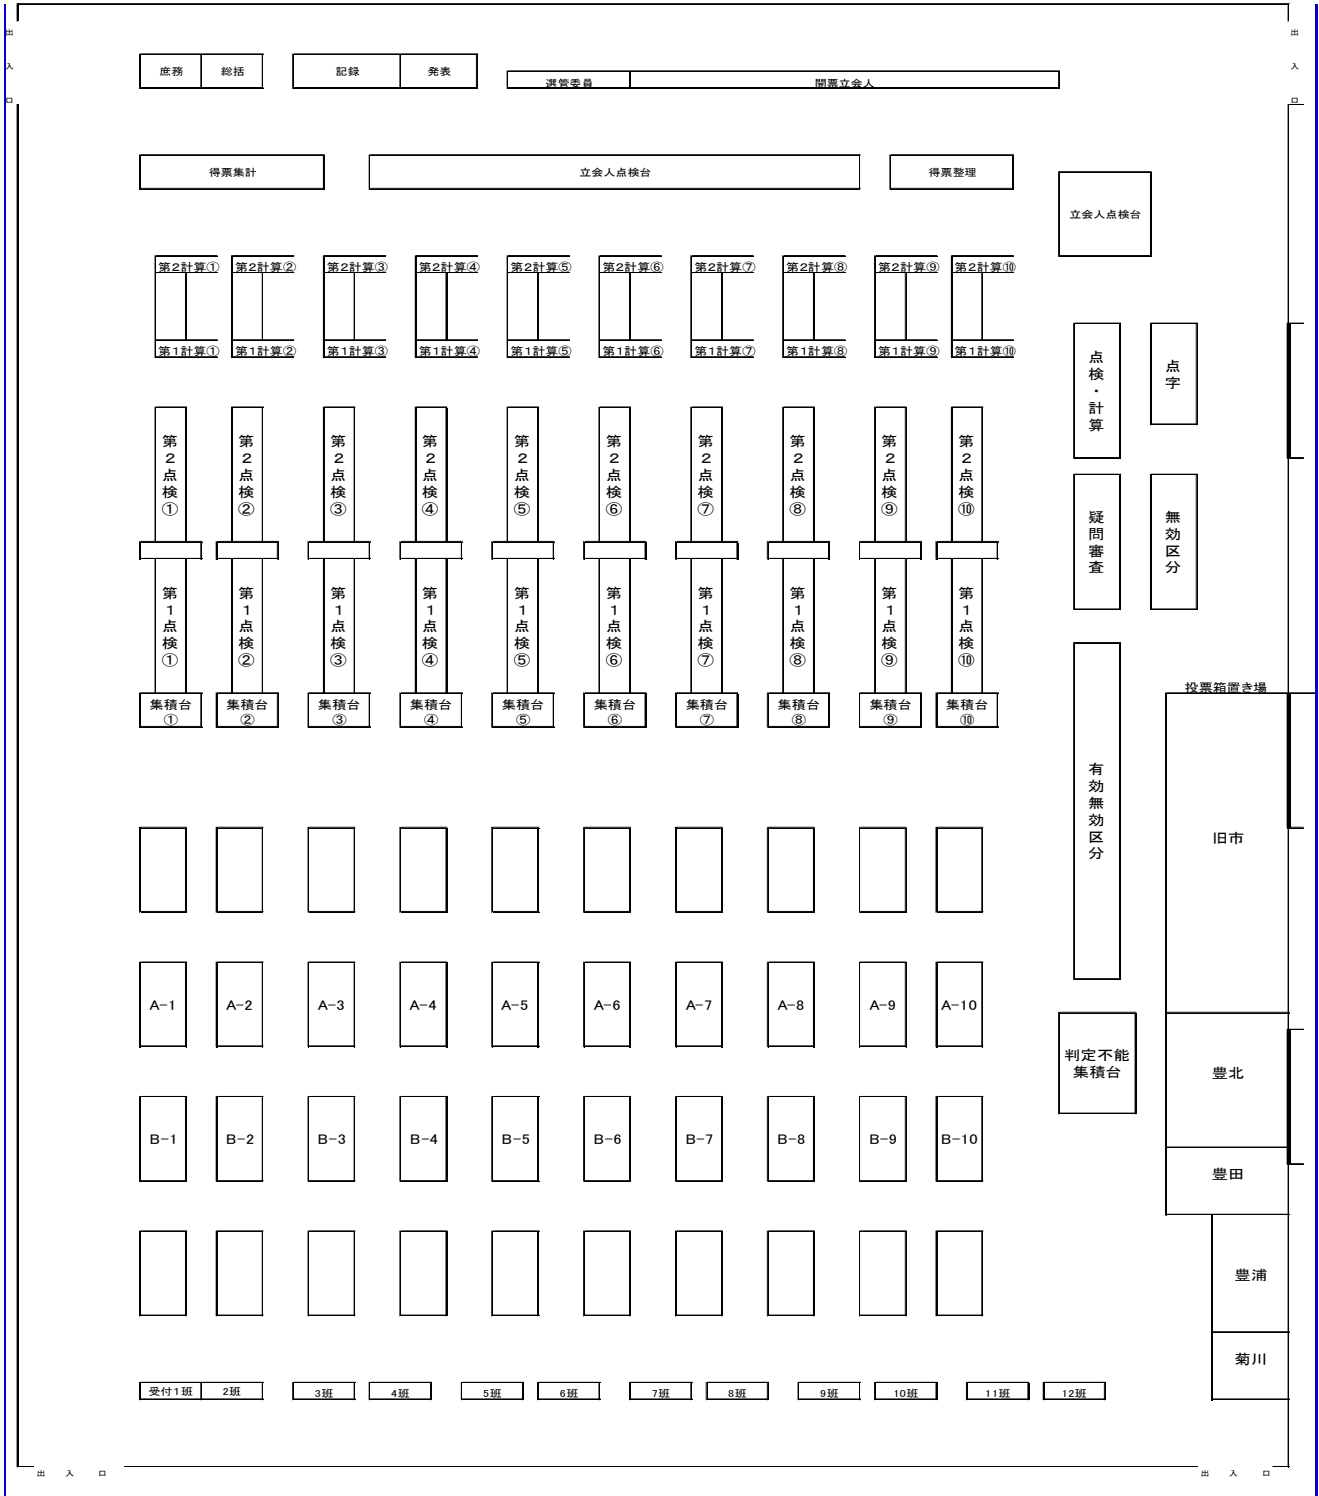 出入口
出入口
庶務 総括 記録 発表
選管委員 開票立会人
得票集計 立会人点検台 得票整理
立会人点検台
第2計算① 第2計算② 第2計算③ 第2計算④ 第2計算⑤ 第2計算⑥ 第2計算⑦ 第2計算⑧ 第2計算⑨ 第2計算⑩
第1計算① 第1計算② 第1計算③ 第1計算④ 第1計算⑤ 第1計算⑥ 第1計算⑦ 第1計算⑧ 第1計算⑨ 第1計算⑩
点検・計算
点字
第2点検① 第2点検② 第2点検③ 第2点検④ 第2点検⑤ 第2点検⑥ 第2点検⑦ 第2点検⑧ 第2点検⑨ 第2点検⑩
疑問審査
無効区分
第1点検① 第1点検② 第1点検③ 第1点検④ 第1点検⑤ 第1点検⑥ 第1点検⑦ 第1点検⑧ 第1点検⑨ 第1点検⑩
集積台① 集積台② 集積台③ 集積台④ 集積台⑤ 集積台⑥ 集積台⑦ 集積台⑧ 集積台⑨ 集積台⑩
投票箱置き場
有効無効区分
旧市
A-1 A-2 A-3 A-4 A-5 A-6 A-7 A-8 A-9 A-10
判定不能
集積台
豊北
B-1 B-2 B-3 B-4 B-5 B-6 B-7 B-8 B-9 B-10
豊田
豊浦
菊川
受付1班 2班 3班 4班 5班 6班 7班 8班 9班 10班 11班 12班
出入口
出入口